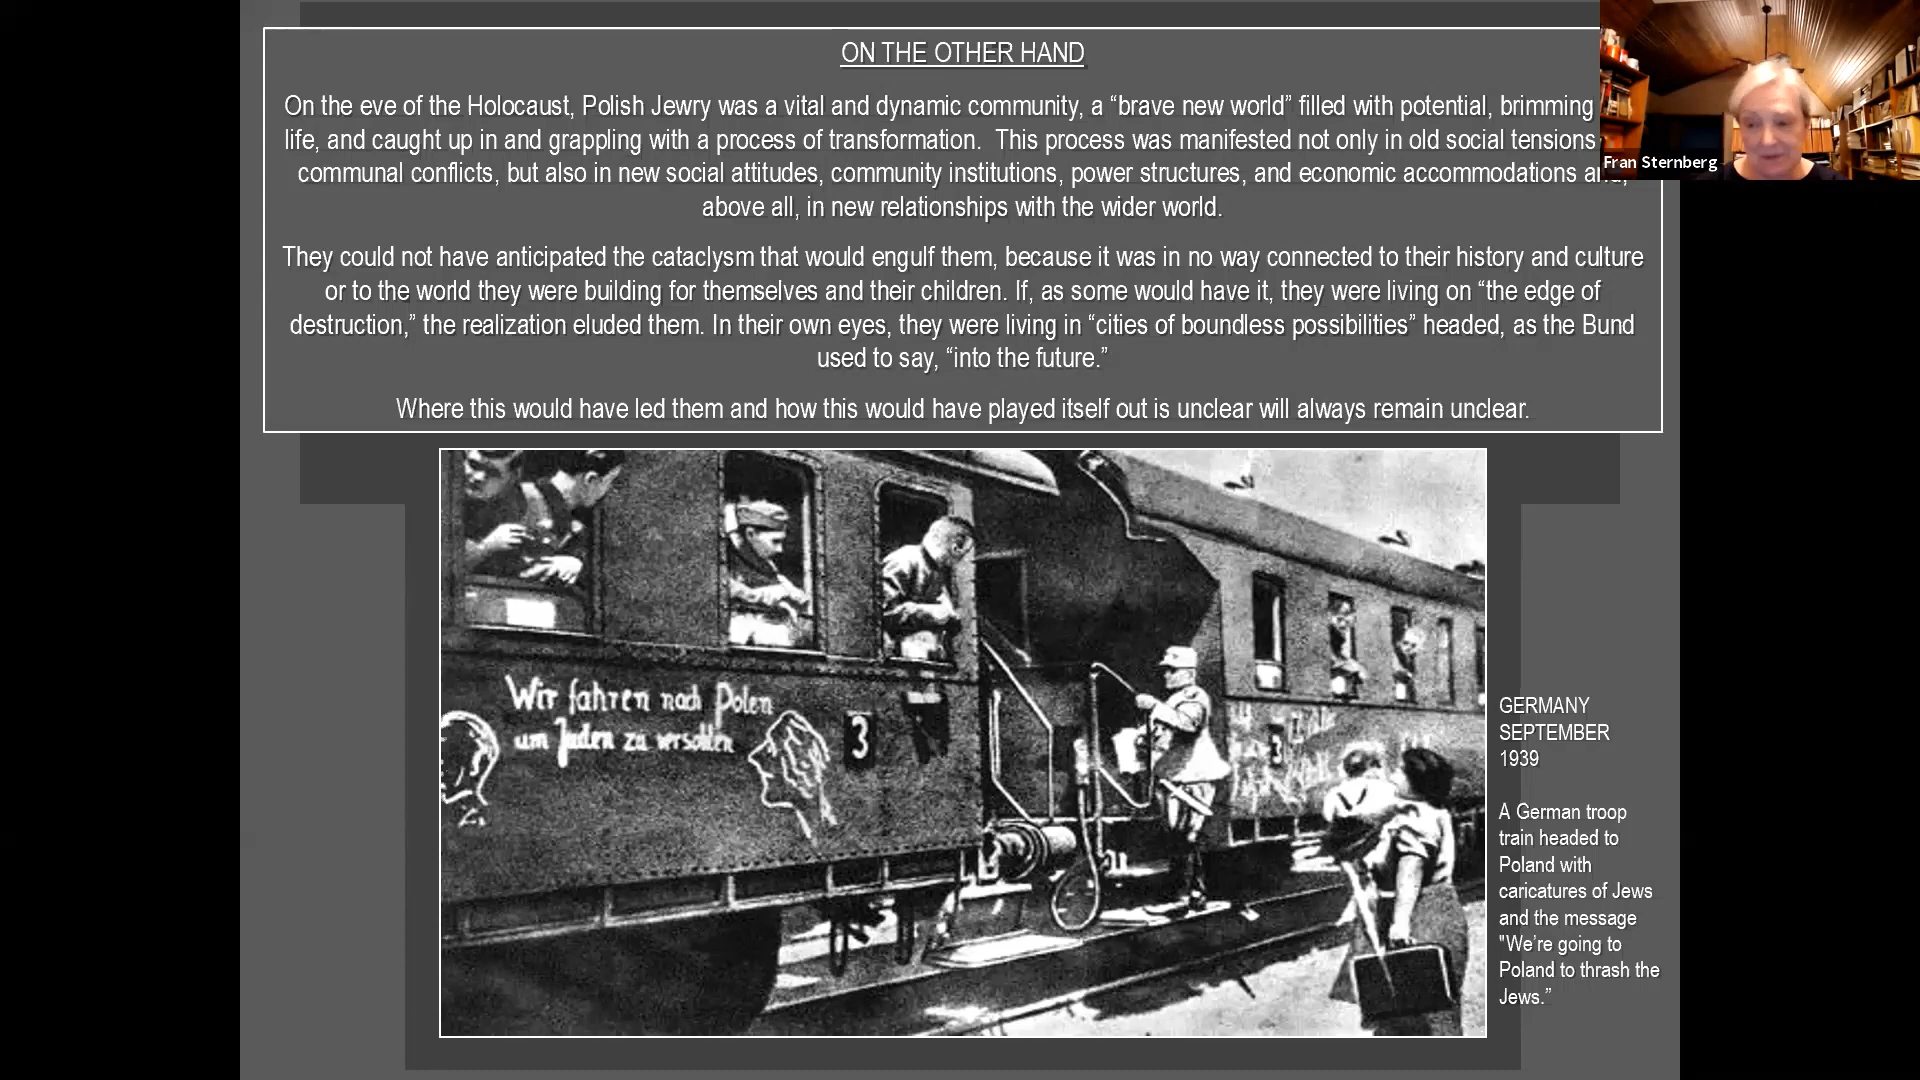 ON THE OTHER HAND
On the eve of the Holocaust, Polish Jewry was a vital and dynamic community, a “brave new world” filled with potential, brimming
life, and caught up in and grappling with a process of transformation.  This process was manifested not only in old social tensions
communal conflicts, but also in new social attitudes, community institutions, power structures, and economic accommodations and,
above all, in new relationships with the wider world.
They could not have anticipated the cataclysm that would engulf them, because it was in no way connected to their history and culture
or to the world they were building for themselves and their children. If, as some would have it, they were living on “the edge of
destruction,” the realization eluded them. In their own eyes, they were living in “cities of boundless possibilities” headed, as the Bund
used to say, “into the future.”
Where this would have led them and how this would have played itself out is unclear will always remain unclear.
Fran Sternberg
Wir fahren nach Polen
um Juden zu versohlen
3
3
GERMANY
SEPTEMBER
1939
A German troop
train headed to
Poland with
caricatures of Jews
and the message
"We’re going to
Poland to thrash the
Jews.”